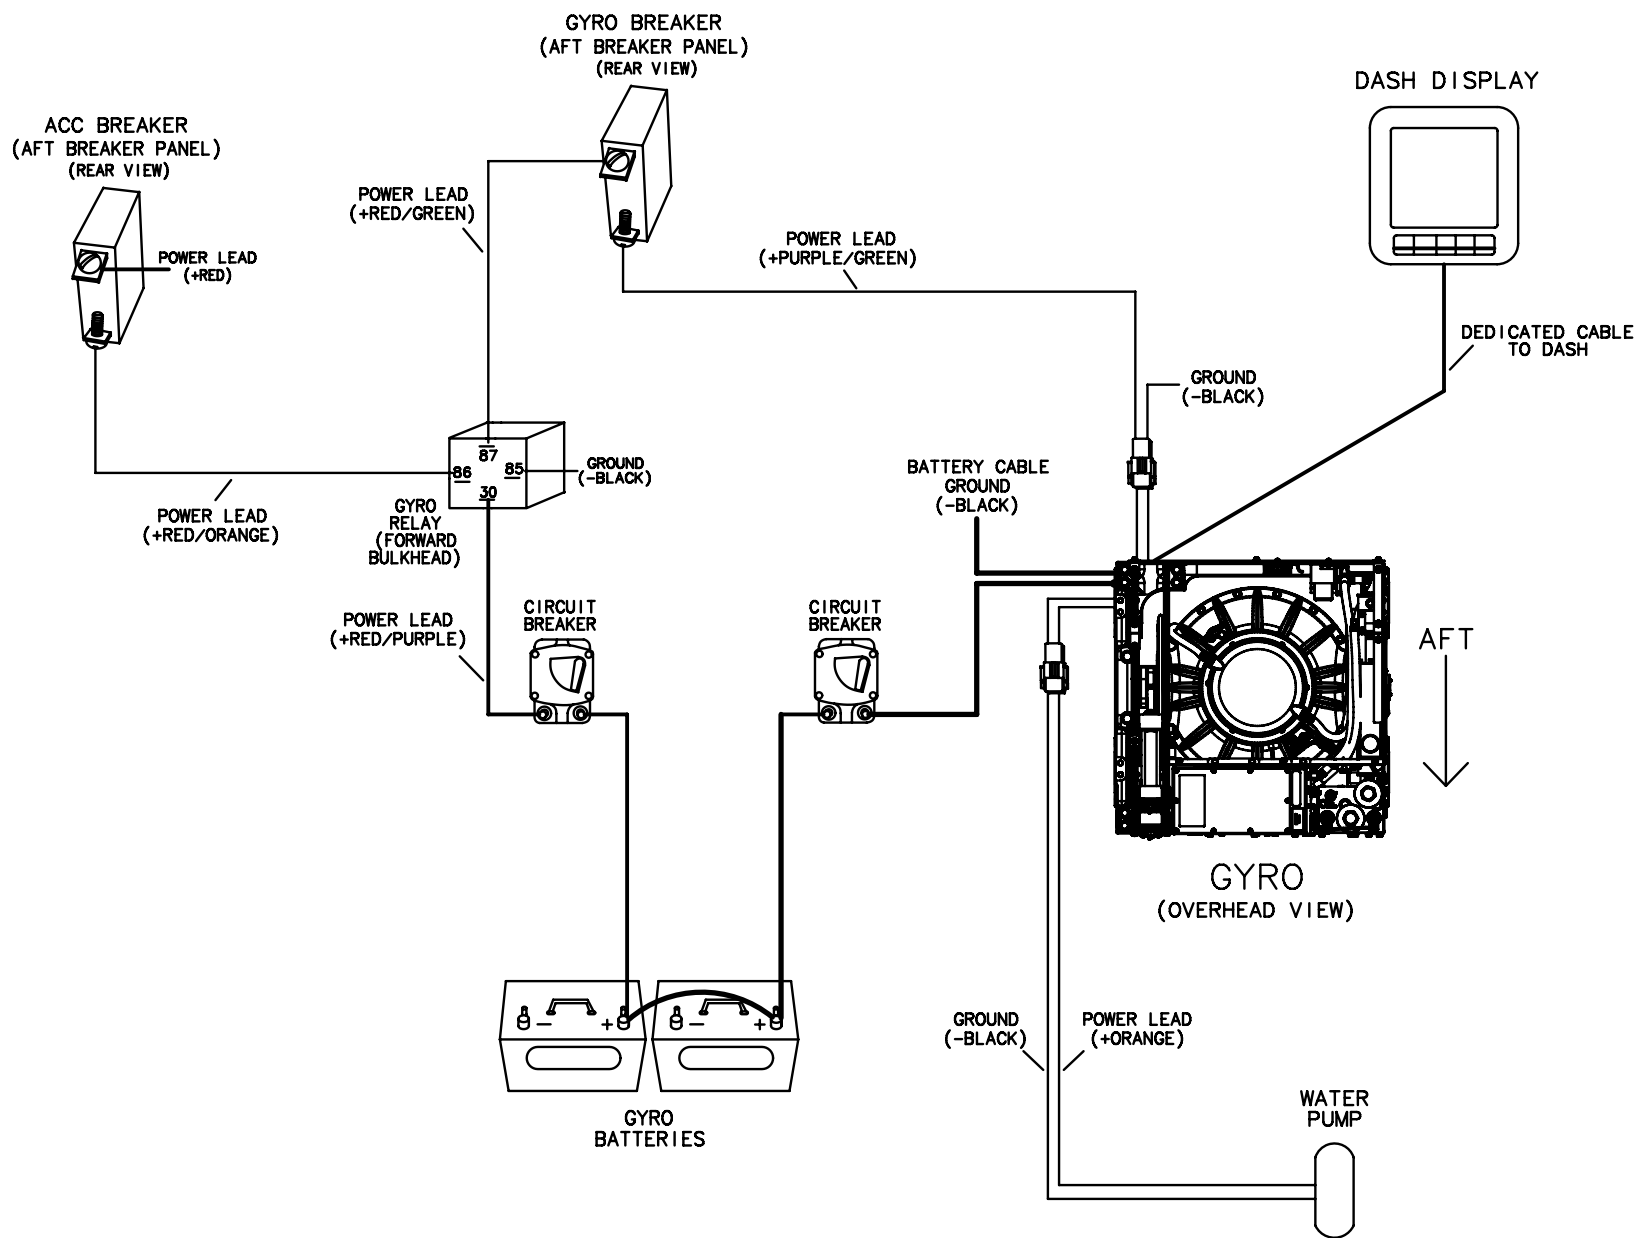 GYRO BREAKER
(AFT BREAKER PANEL)
(REAR VIEW)
DASH DISPLAY
ACC BREAKER
(AFT BREAKER PANEL)
(REAR VIEW)
POWER LEAD
(+RED/GREEN)
POWER LEAD
(+RED)
POWER LEAD
(+PURPLE/GREEN)
DEDICATED CABLE
TO DASH
GROUND
(-BLACK)
87
86
85
30
GROUND
(-BLACK)
BATTERY CABLE
GROUND
(-BLACK)
POWER LEAD
(+RED/ORANGE)
GYRO
RELAY
(FORWARD
BULKHEAD)
POWER LEAD
(+RED/PURPLE)
CIRCUIT
BREAKER
CIRCUIT
BREAKER
AFT
GYRO
(OVERHEAD VIEW)
- +
- +
GYRO
BATTERIES
GROUND
(-BLACK)
POWER LEAD
(+ORANGE)
WATER
PUMP